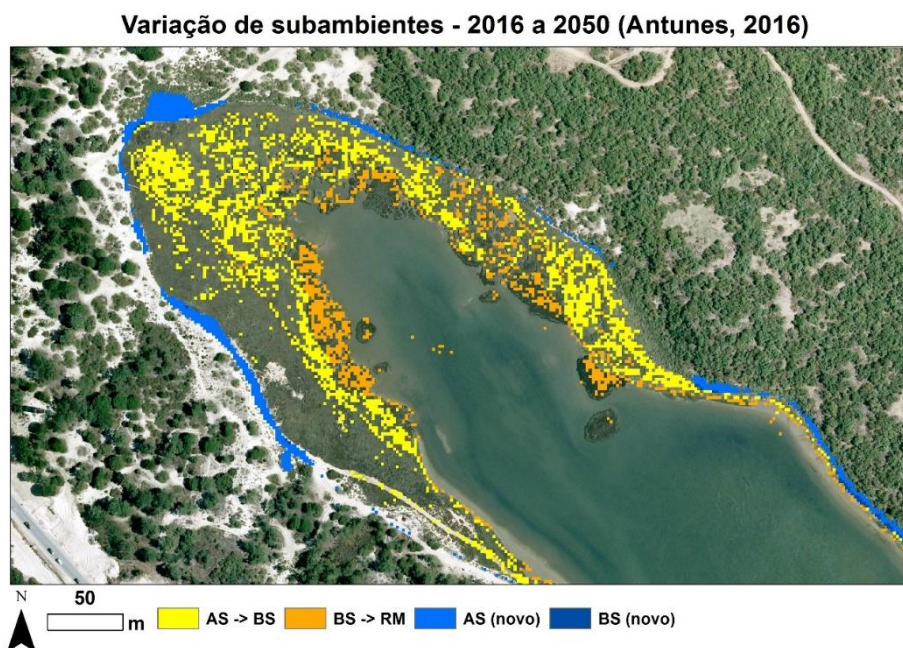 Variação de subambientes - 2016 a 2050 (Antunes, 2016)
N
50
m
AS -> BS
BS -> RM
AS (novo)
BS (novo)